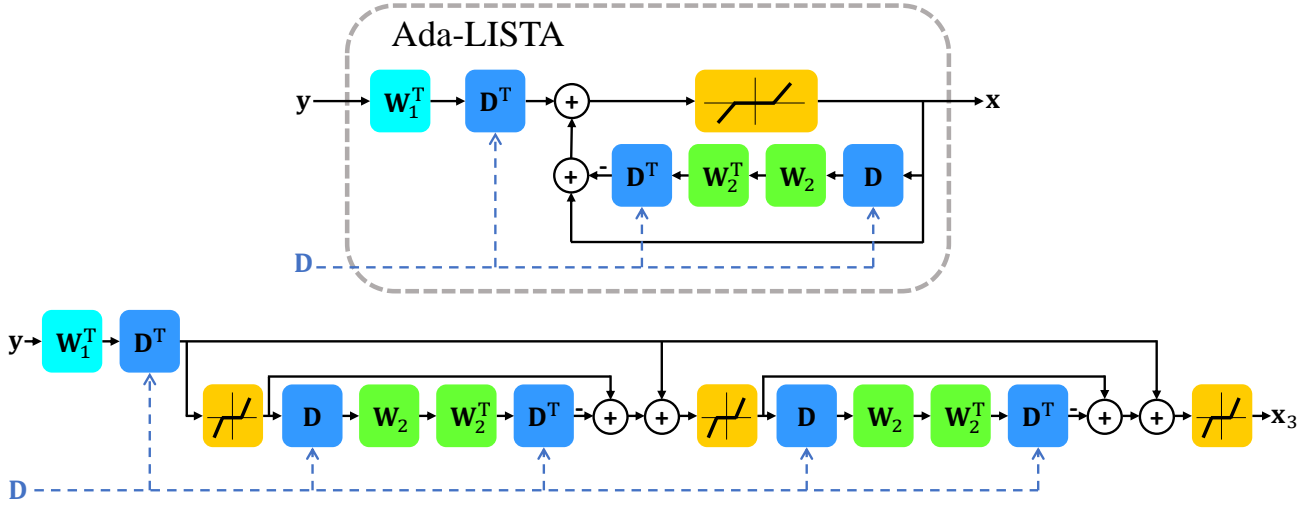 Ada-LISTA
y W₁ᵀ Dᵀ + x
+ - Dᵀ W₂ᵀ W₂ D
D
y W₁ᵀ Dᵀ
D W₂ W₂ᵀ Dᵀ - + + D W₂ W₂ᵀ Dᵀ - + + x₃
D